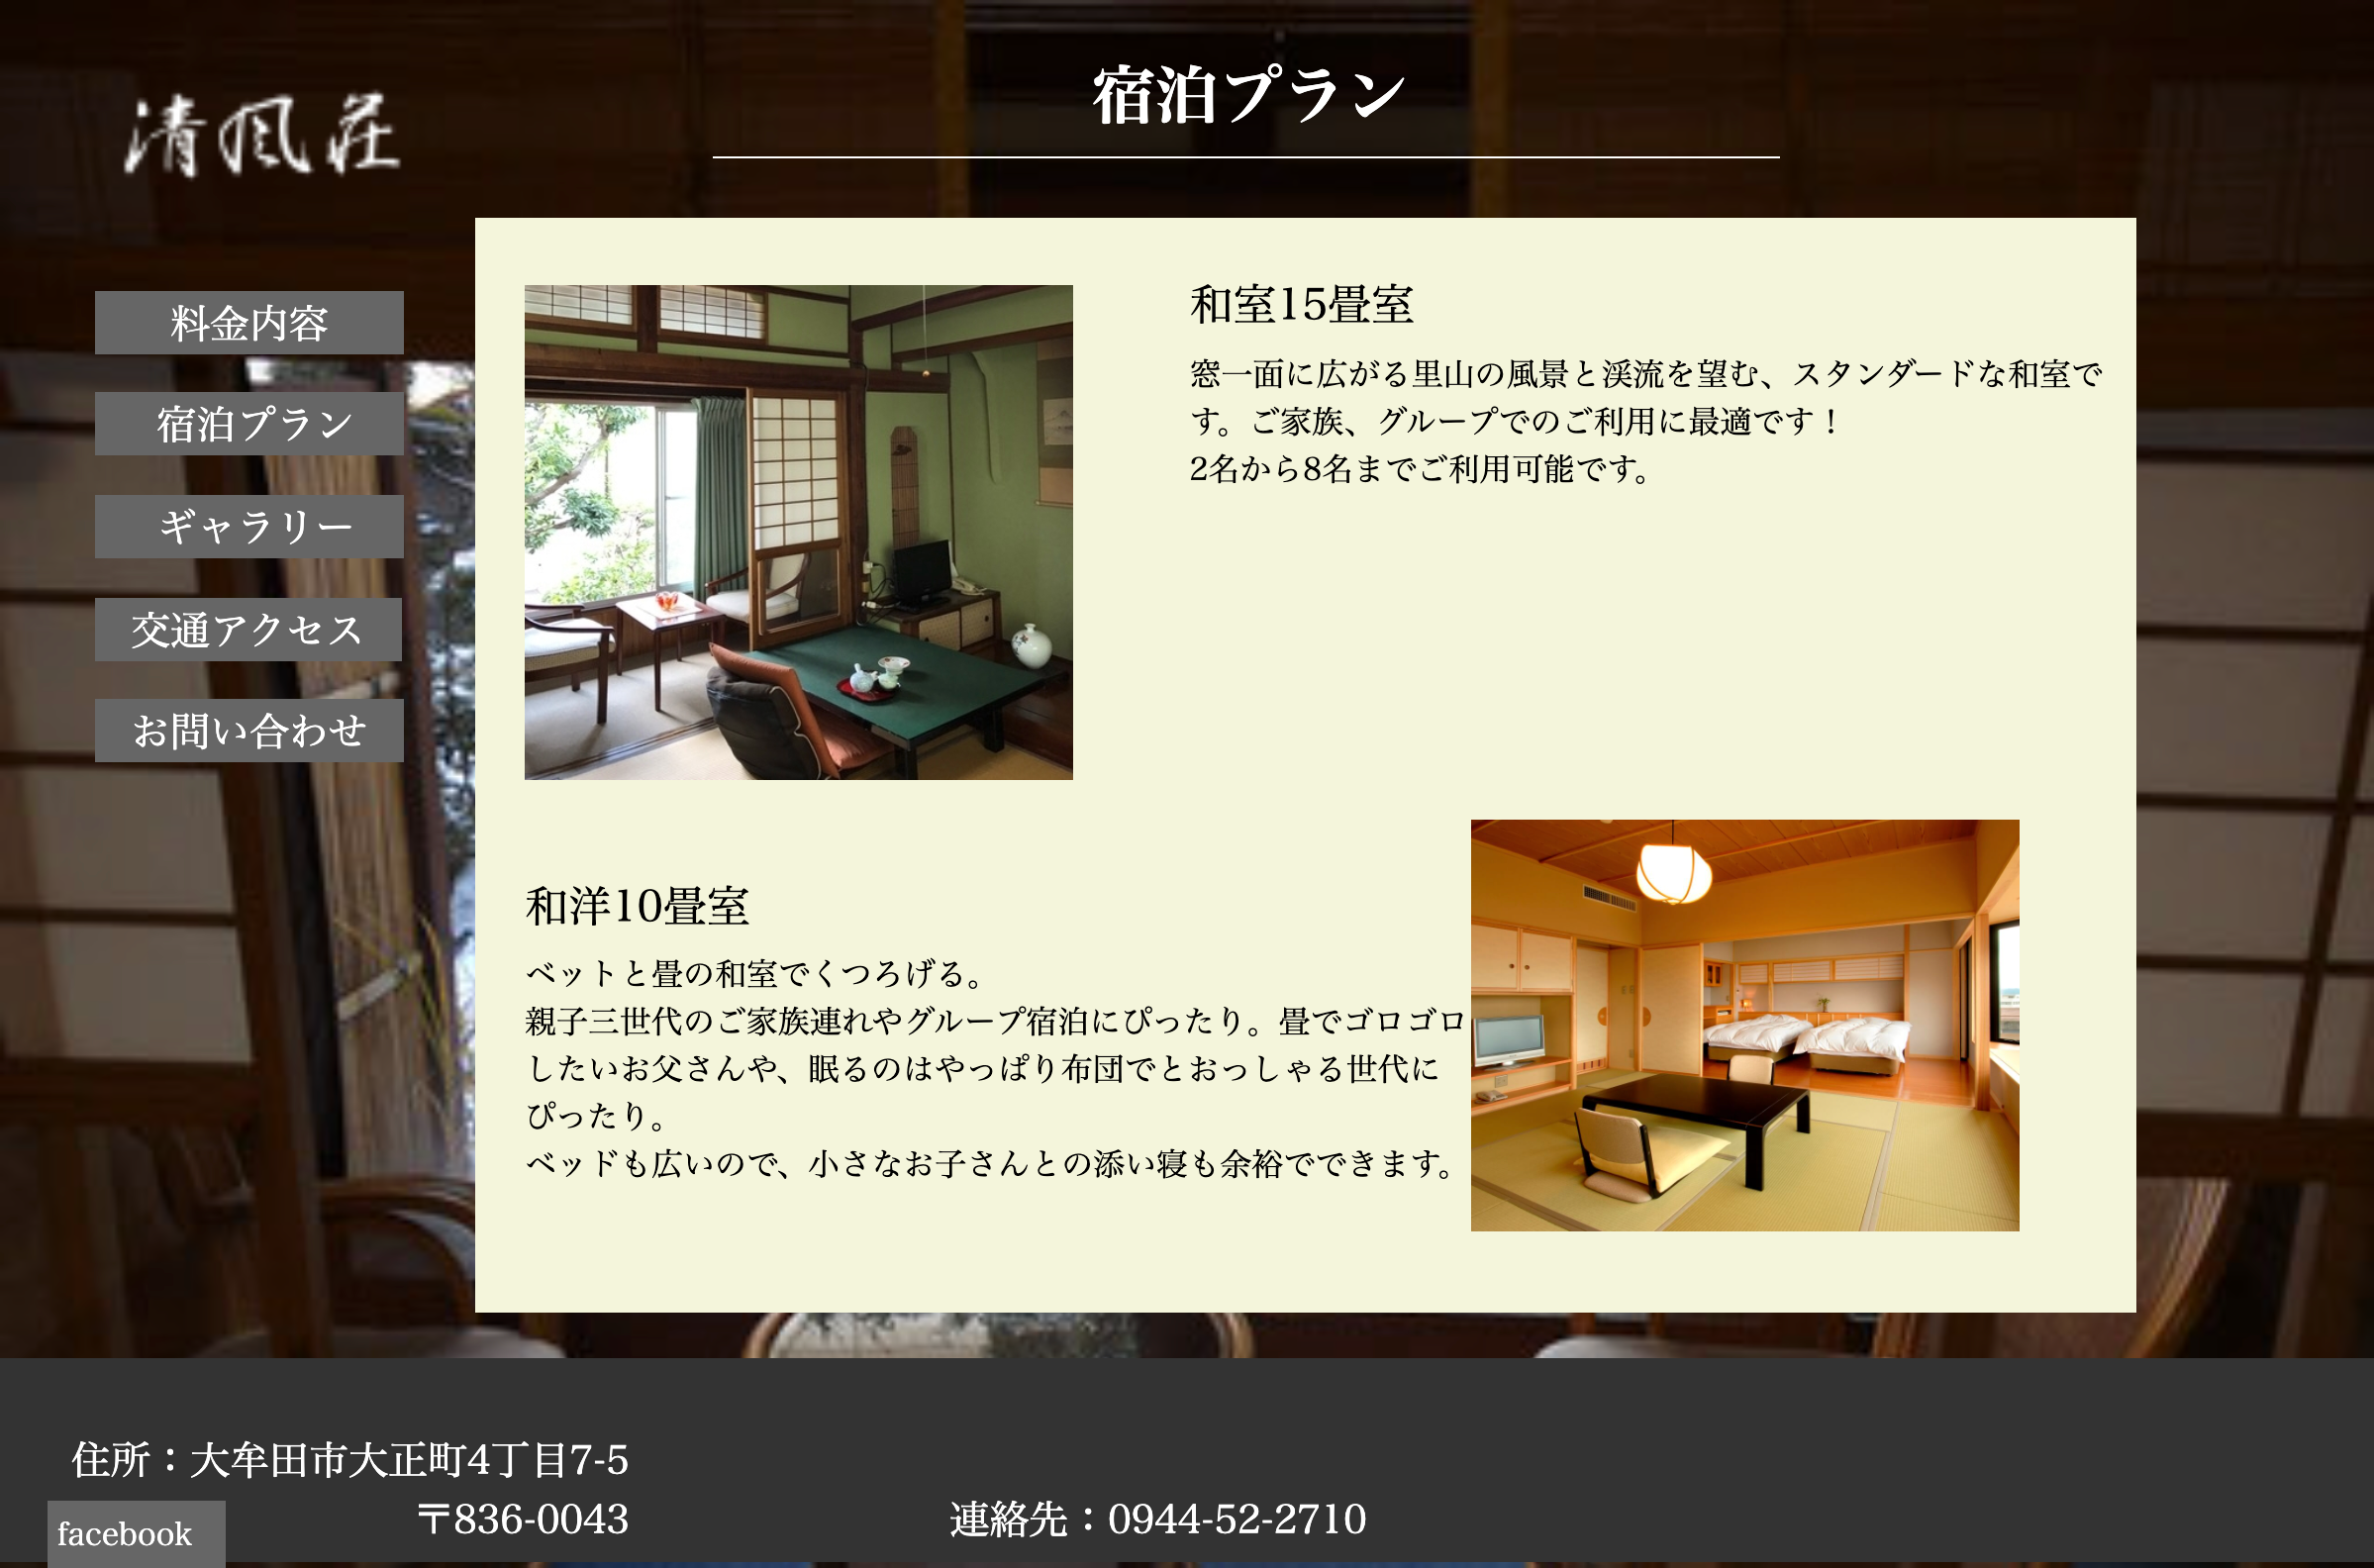 清風荘
宿泊プラン
料金内容
宿泊プラン
ギャラリー
交通アクセス
お問い合わせ
和室15畳室
窓一面に広がる里山の風景と渓流を望む、スタンダードな和室で
す。ご家族、グループでのご利用に最適です！
2名から8名までご利用可能です。
和洋10畳室
ベットと畳の和室でくつろげる。
親子三世代のご家族連れやグループ宿泊にぴったり。畳でゴロゴロ
したいお父さんや、眠るのはやっぱり布団でとおっしゃる世代に
ぴったり。
ベッドも広いので、小さなお子さんとの添い寝も余裕でできます。
住所：大牟田市大正町4丁目7-5
〒836-0043
連絡先：0944-52-2710
facebook